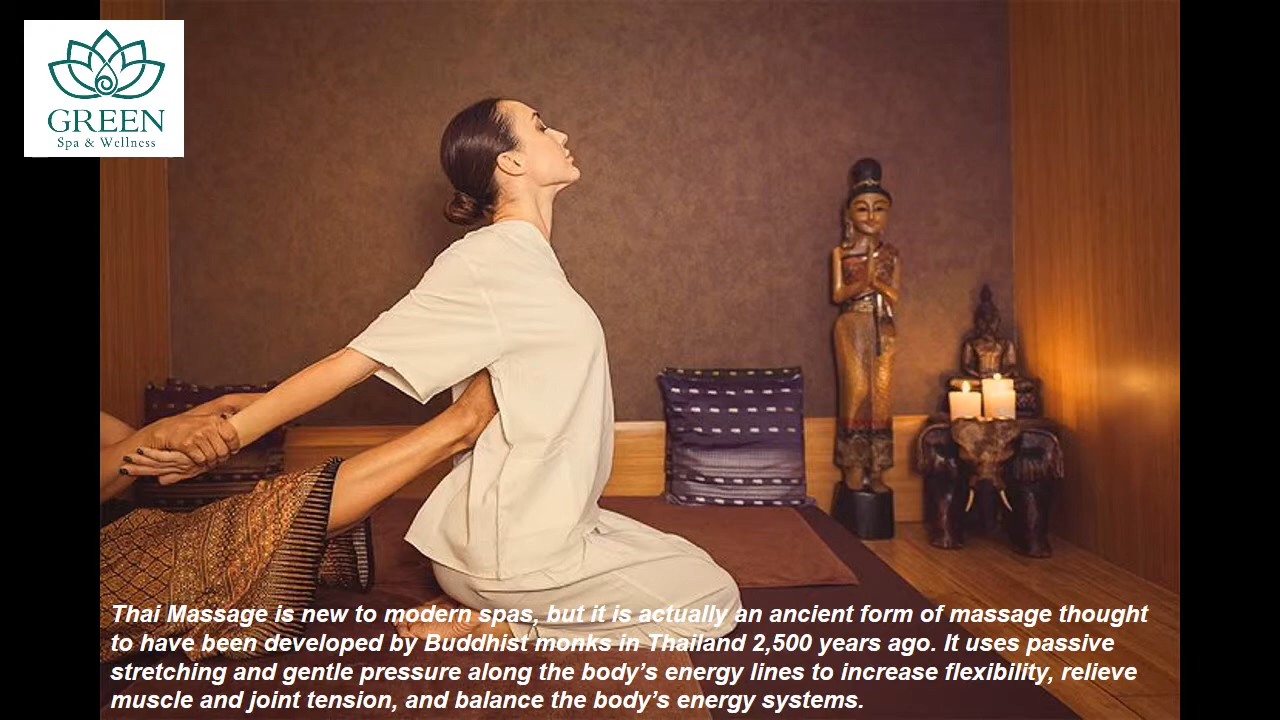 GREEN
Spa & Wellness
Thai Massage is new to modern spas, but it is actually an ancient form of massage thought
to have been developed by Buddhist monks in Thailand 2,500 years ago. It uses passive
stretching and gentle pressure along the body’s energy lines to increase flexibility, relieve
muscle and joint tension, and balance the body’s energy systems.